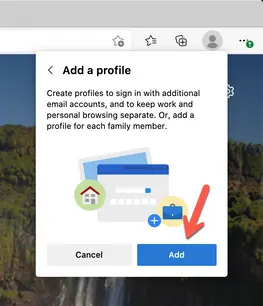 Add a profile
Create profiles to sign in with additional
email accounts, and to keep work and
personal browsing separate. Or, add a
profile for each family member.
Cancel
Add